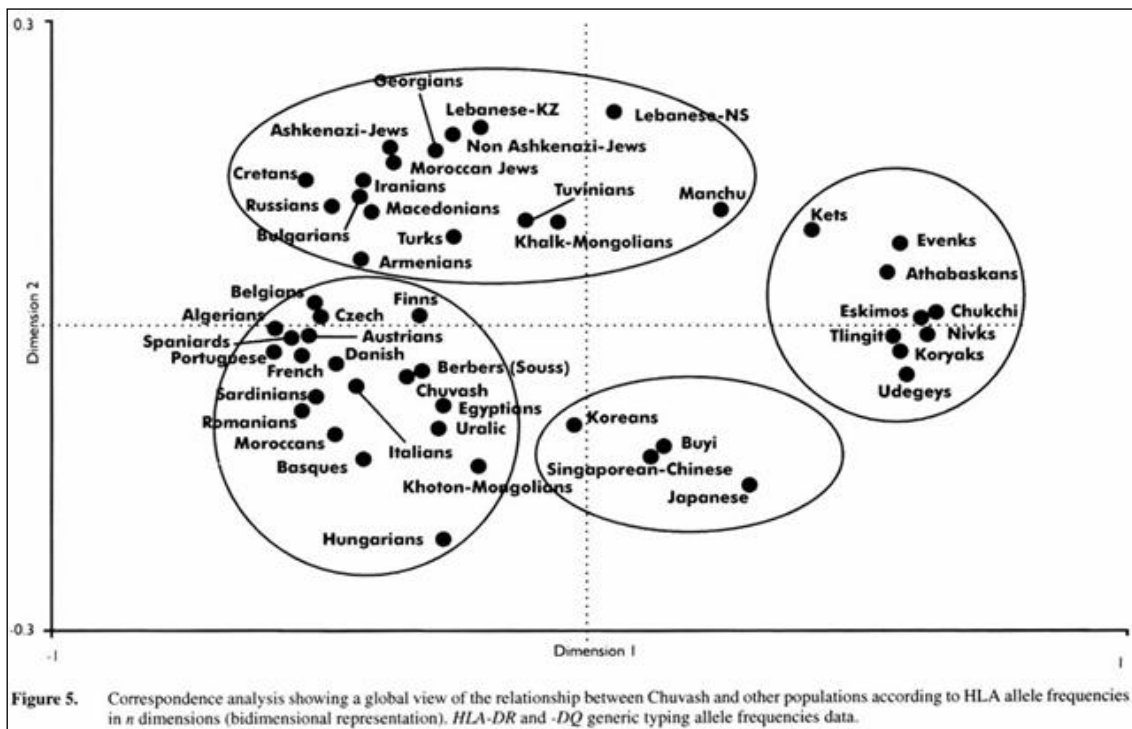 0.3
Georgians
Lebanese-KZ
Lebanese-NS
Ashkenazi-Jews
Non Ashkenazi-Jews
Moroccan Jews
Cretans
Iranians
Tuvinians
Manchu
Russians
Macedonians
Bulgarians
Turks
Khalk-Mongolians
Armenians
Kets
Evenks
Athabaskans
Eskimos
Chukchi
Tlingit
Nivks
Koryaks
Udegeys
Belgians
Finns
Algerians
Czech
Spaniards
Austrians
Portuguese
Danish
French
Berbers (Souss)
Sardinians
Chuvash
Egyptians
Romanians
Uralic
Moroccans
Italians
Basques
Khoton-Mongolians
Hungarians
Koreans
Buyi
Singaporean-Chinese
Japanese
Dimension 2
-0.3
-1
Dimension 1
1
Figure 5. Correspondence analysis showing a global view of the relationship between Chuvash and other populations according to HLA allele frequencies
in n dimensions (bidimensional representation). HLA-DR and -DQ generic typing allele frequencies data.